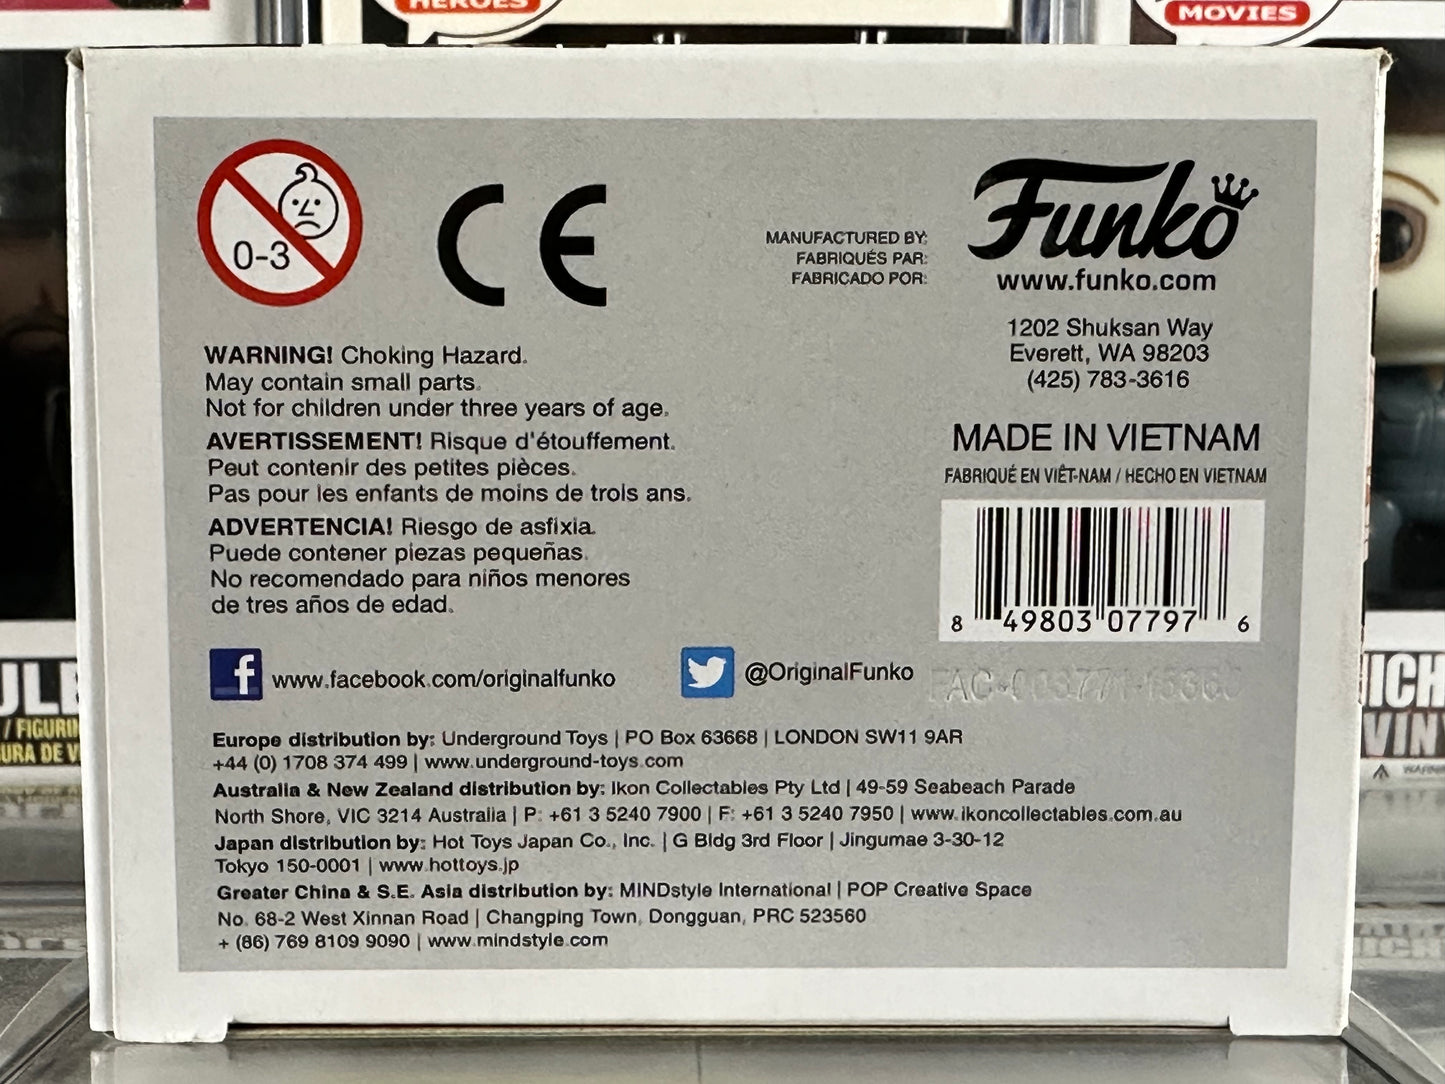 HEROES
MOVIES
0-3
CE
MANUFACTURED BY:
FABRIQUÉS PAR:
FABRICADO POR:
Funko
www.funko.com
1202 Shuksan Way
Everett, WA 98203
(425) 783-3616
WARNING! Choking Hazard.
May contain small parts.
Not for children under three years of age.
AVERTISSEMENT! Risque d'étouffement.
Peut contenir des petites pièces.
Pas pour les enfants de moins de trois ans.
ADVERTENCIA! Riesgo de asfixia.
Puede contener piezas pequeñas.
No recomendado para niños menores
de tres años de edad.
MADE IN VIETNAM
FABRIQUÉ EN VIÊT-NAM / HECHO EN VIETNAM
8 49803 07797 6
f www.facebook.com/originalfunko
@OriginalFunko
Europe distribution by: Underground Toys | PO Box 63668 | LONDON SW11 9AR
+44 (0) 1708 374 499 | www.underground-toys.com
Australia & New Zealand distribution by: Ikon Collectables Pty Ltd | 49-59 Seabeach Parade
North Shore, VIC 3214 Australia | P: +61 3 5240 7900 | F: +61 3 5240 7950 | www.ikoncollectables.com.au
Japan distribution by: Hot Toys Japan Co., Inc. | G Bldg 3rd Floor | Jingumae 3-30-12
Tokyo 150-0001 | www.hottoys.jp
Greater China & S.E. Asia distribution by: MINDstyle International | POP Creative Space
No. 68-2 West Xinnan Road | Changping Town, Dongguan, PRC 523560
+ (86) 769 8109 9090 | www.mindstyle.com